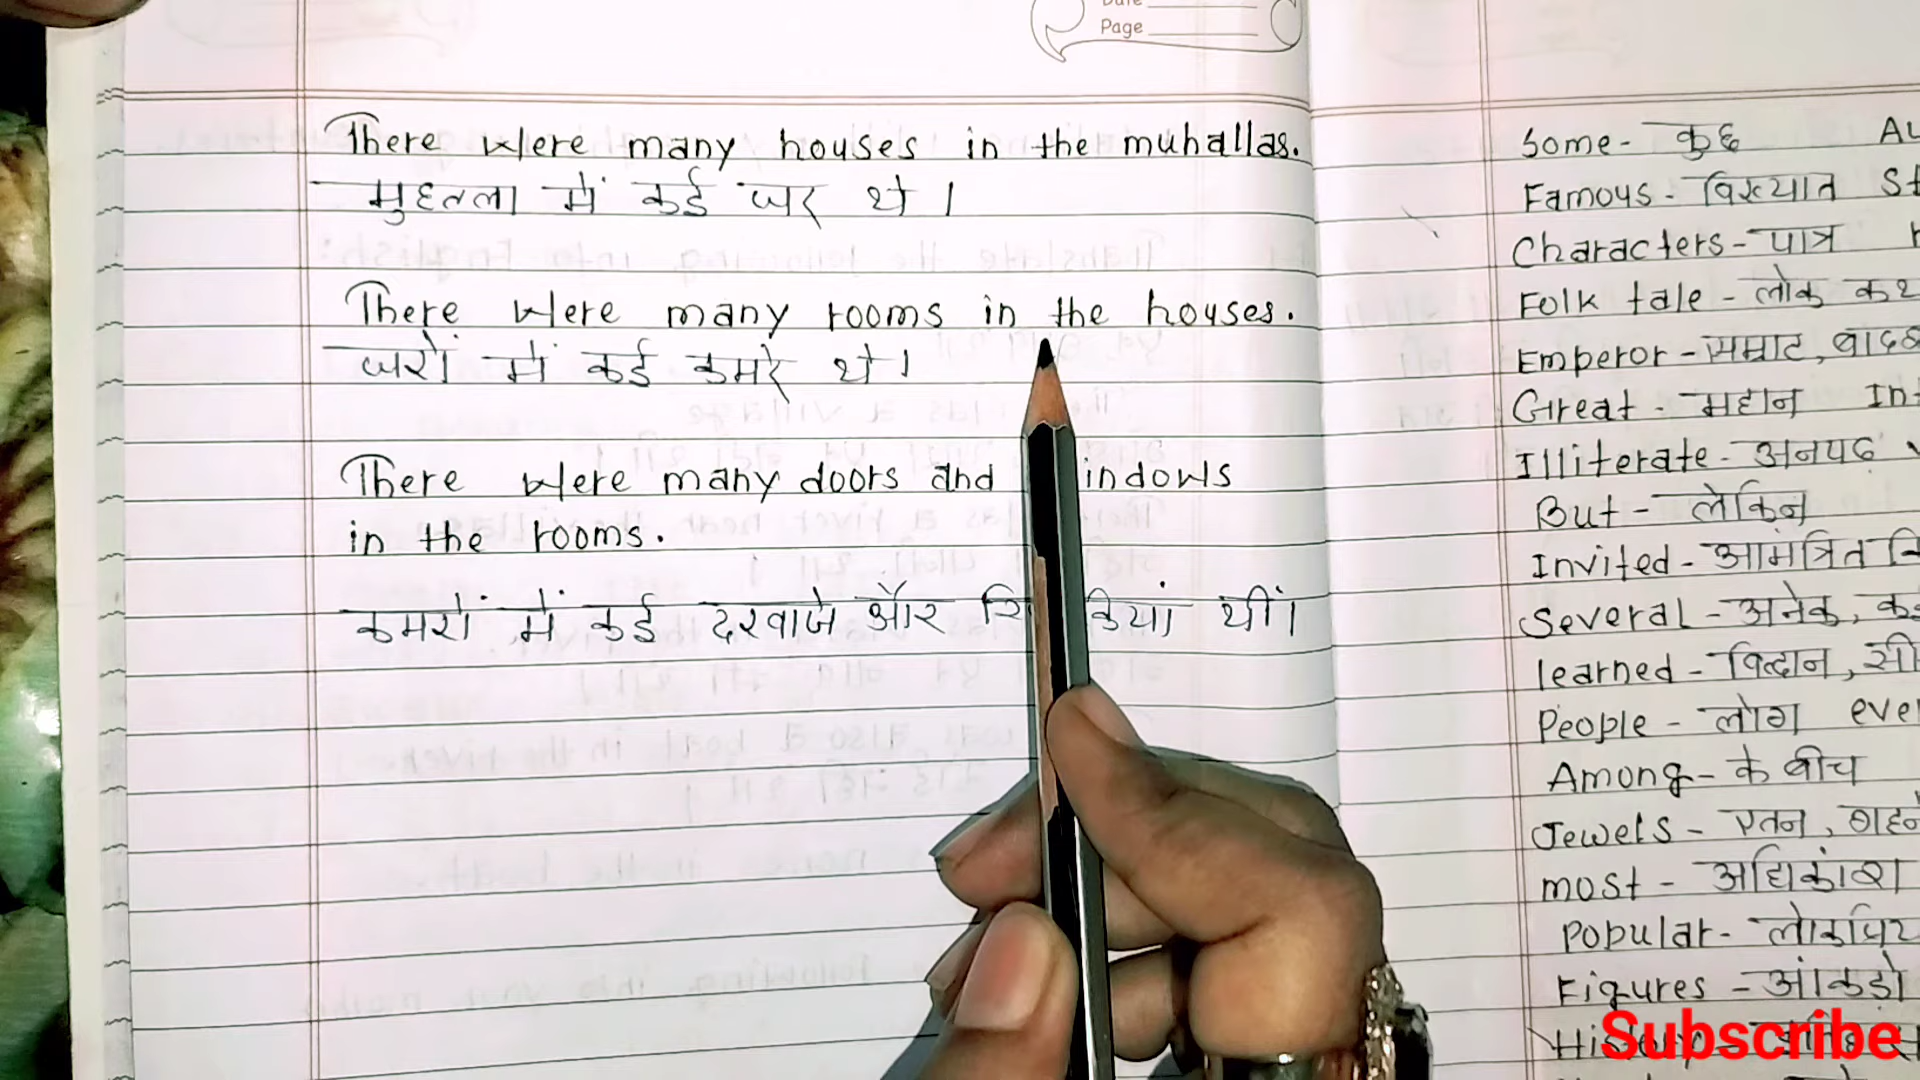 Page
There were many houses in the muhallas.
मुहल्ला में कई घर थे।
There were many rooms in the houses.
घरों में कई कमरे थे।
There were many doors and indows
in the rooms.
कमरों में कई दरवाजे और थीं।
Some - कुछ
Famous - विख्यात
Characters - पात्र
Folk tale - लोक
Emperor - सम्राट,
Great - महान
Illiterate - अनपढ
But - लेकिन
Invited - आमंत्रित
Several - अनेक,
learned - विद्वान,
People - लोग
Among - के बीच
Jewels -
most - अधिकांश
Popular -
Figures - आंकड़ो
Subscribe